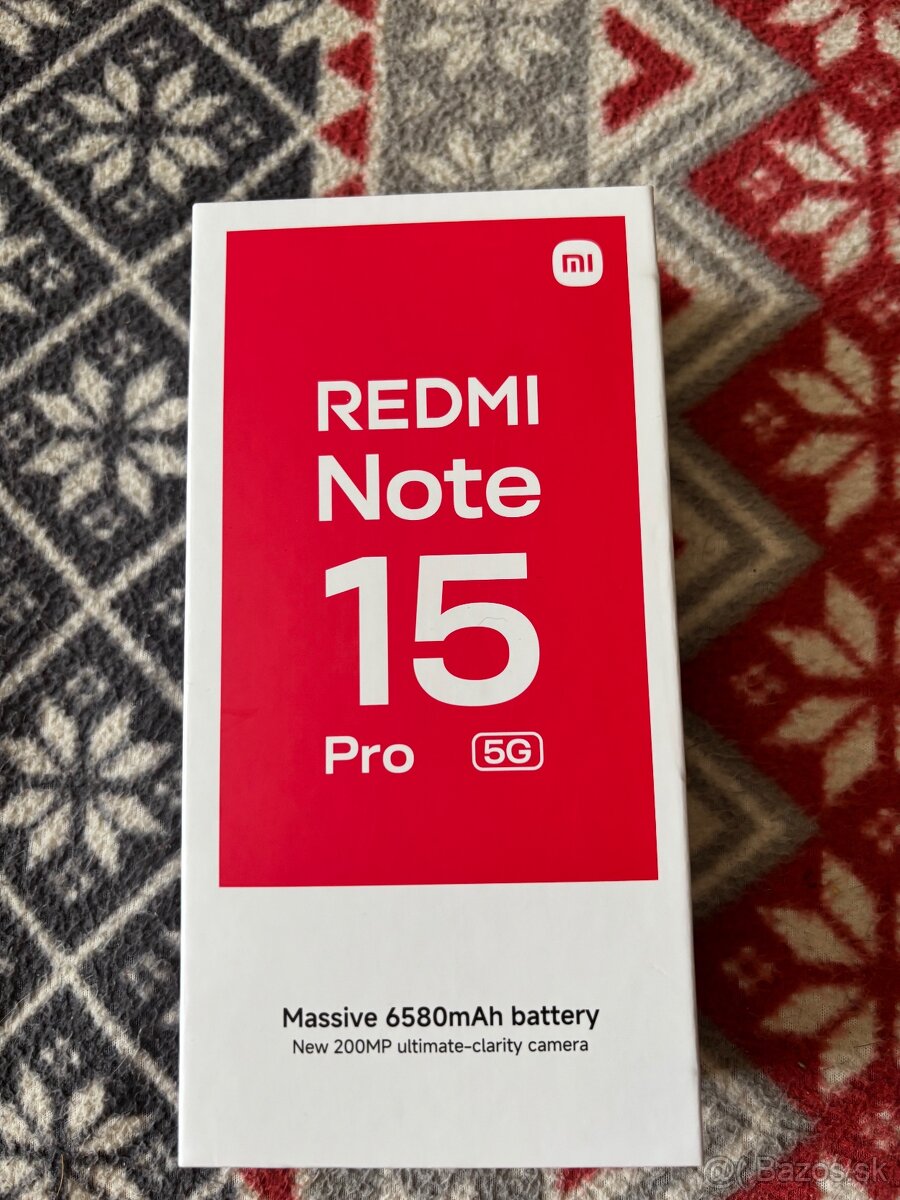 mi
REDMI
Note
15
Pro 5G
Massive 6580mAh battery
New 200MP ultimate-clarity camera
@ Bazos.sk